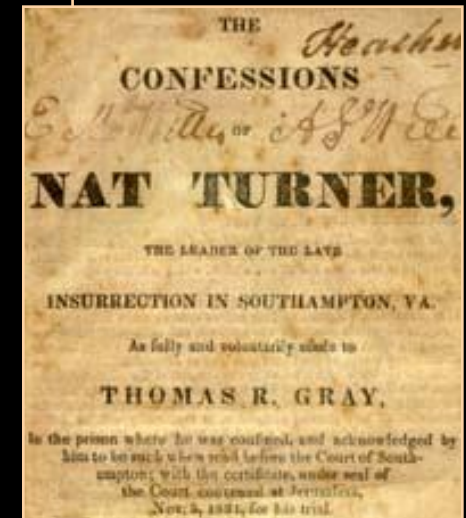 THE
CONFESSIONS
OF
NAT TURNER,
THE LEADER OF THE LATE
INSURRECTION IN SOUTHAMPTON, VA.
As fully and voluntarily made to
THOMAS R. GRAY,
In the prison where he was confined, and acknowledged by
him to be such when read before the Court of South-
ampton; with the certificate, under seal of
the Court convened at Jerusalem,
Nov. 5, 1831, for his trial.